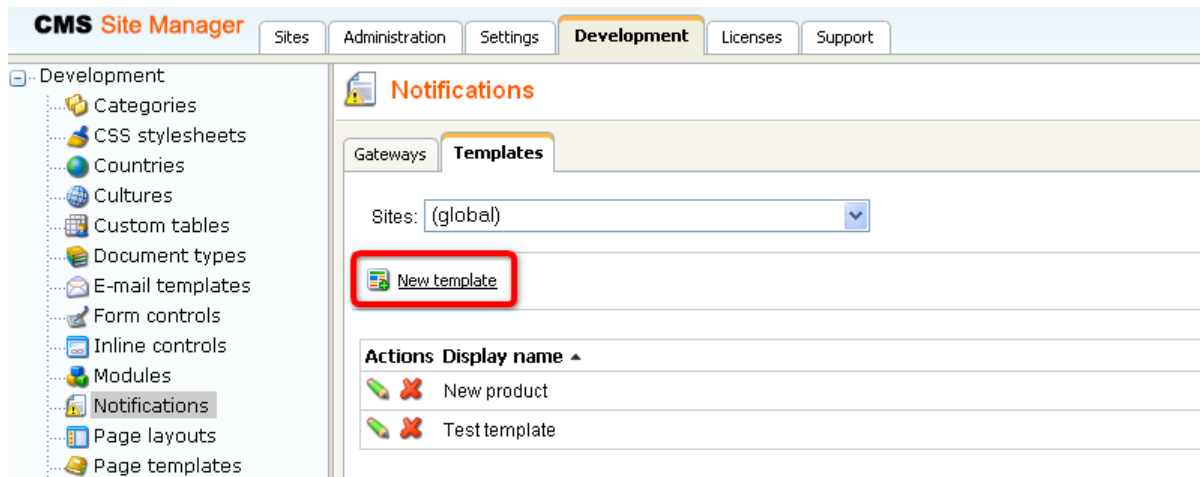 CMS Site Manager
Sites Administration Settings Development Licenses Support
Development
Categories
CSS stylesheets
Countries
Cultures
Custom tables
Document types
E-mail templates
Form controls
Inline controls
Modules
Notifications
Page layouts
Page templates
Notifications
Gateways Templates
Sites: (global)
New template
Actions Display name
New product
Test template